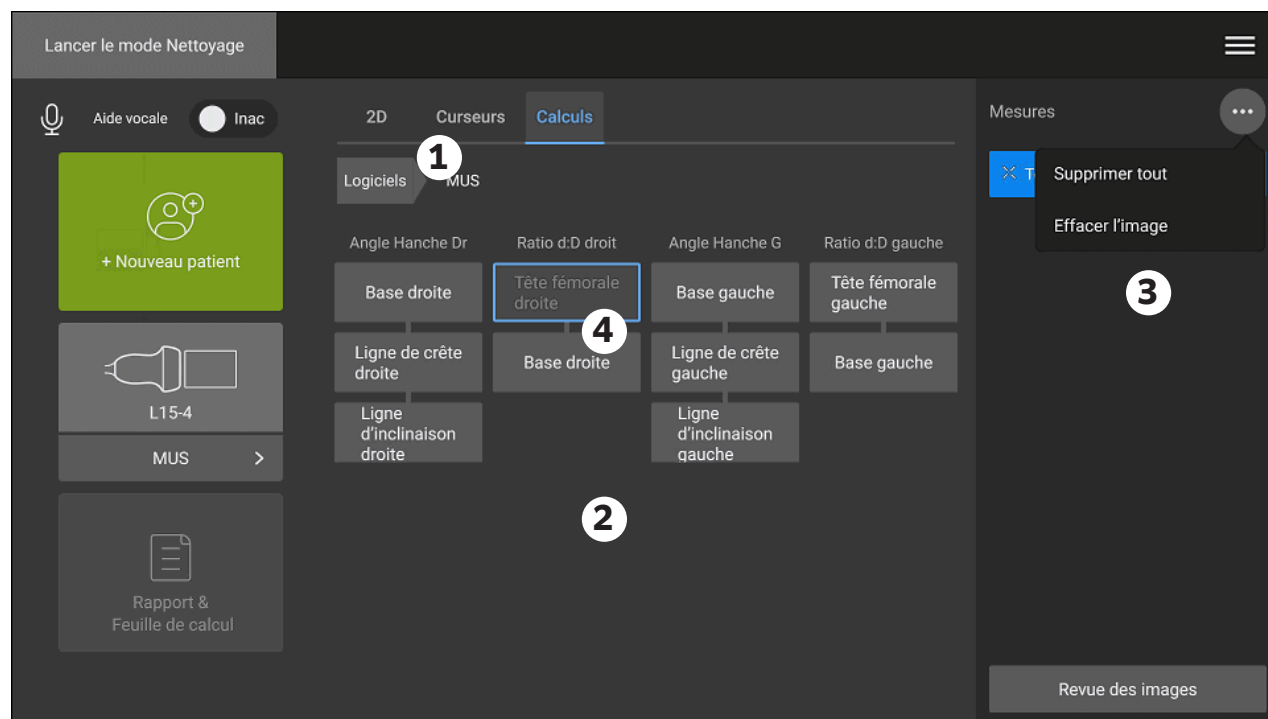 Lancer le mode Nettoyage
Aide vocale
Inac
+ Nouveau patient
L15-4
MUS
Rapport &
Feuille de calcul
2D
Curseurs
Calculs
1
Logiciels
MUS
Angle Hanche Dr
Ratio d:D droit
Angle Hanche G
Ratio d:D gauche
Base droite
Tête fémorale
droite
Base gauche
Tête fémorale
gauche
4
Ligne de crête
droite
Base droite
Ligne de crête
gauche
Base gauche
Ligne
d'inclinaison
droite
Ligne
d'inclinaison
gauche
2
Mesures
T
Supprimer tout
Effacer l'image
3
Revue des images